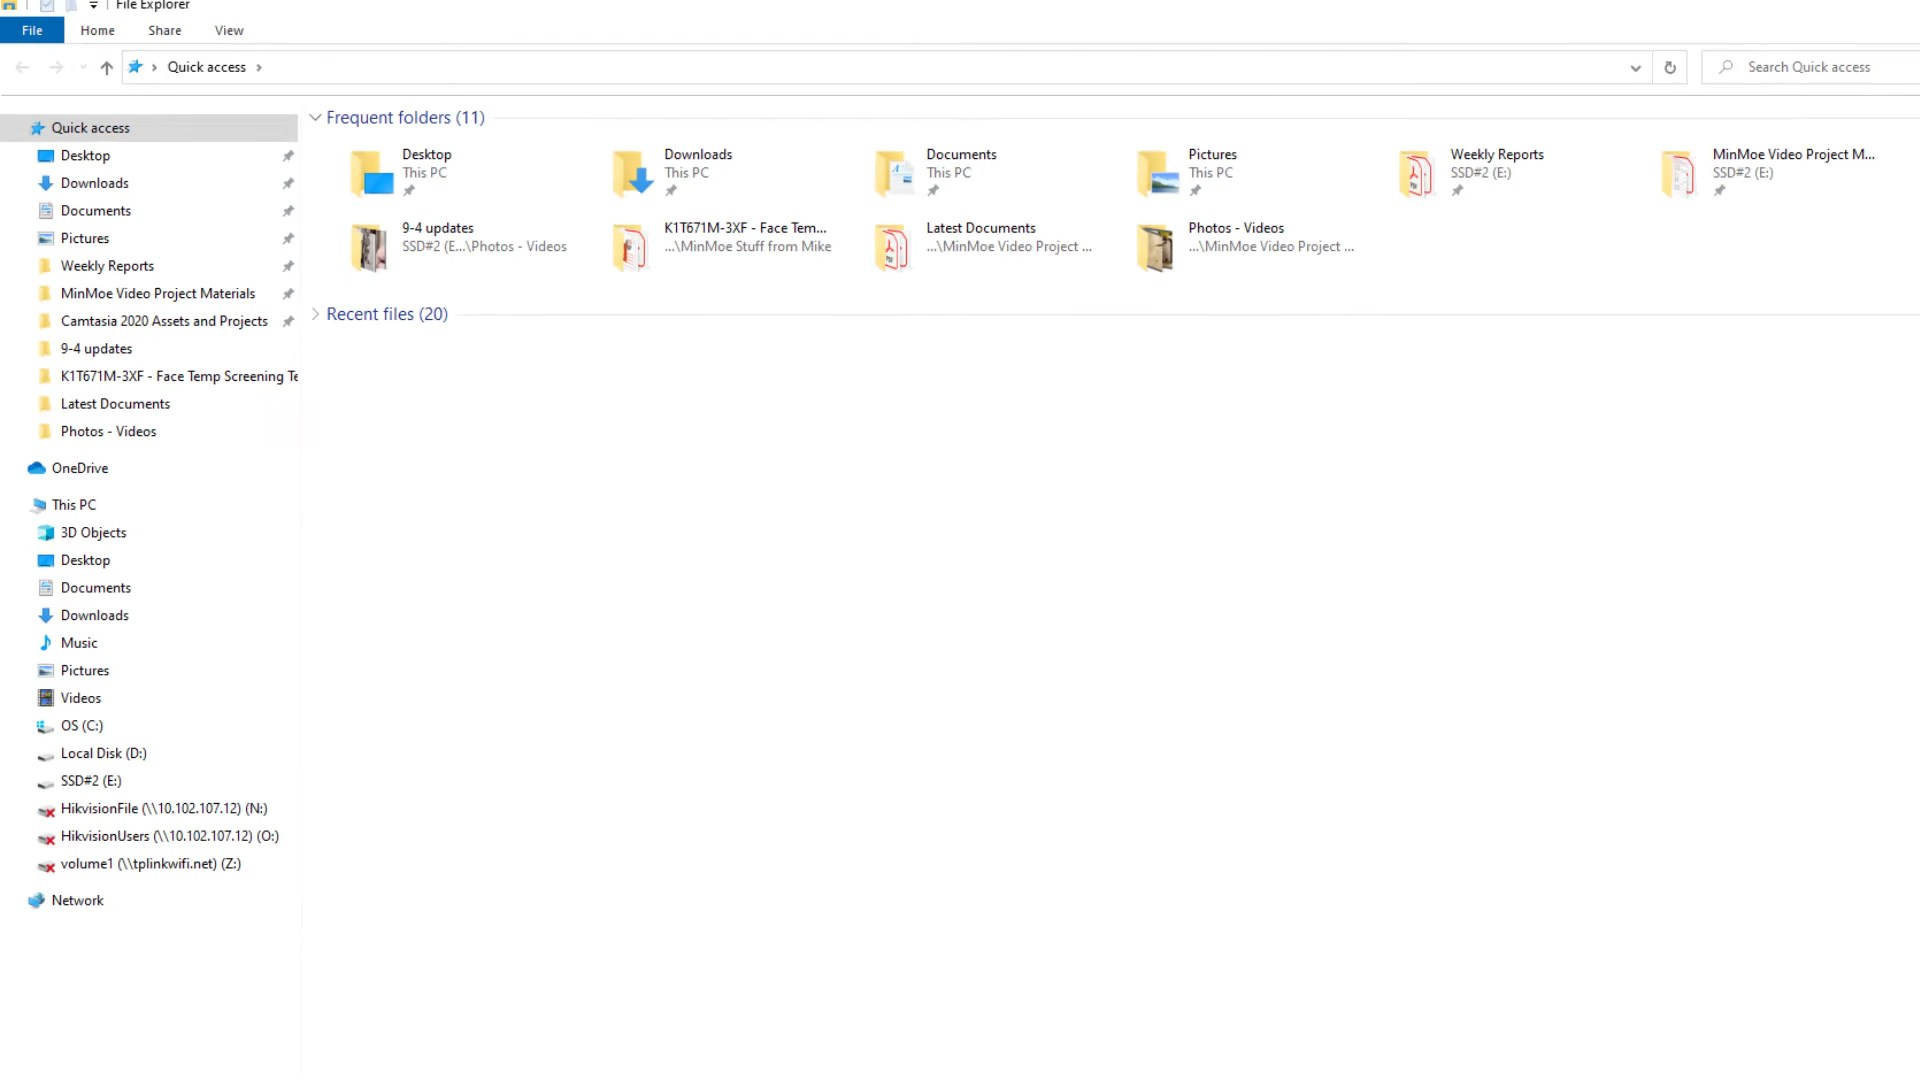 File Explorer
File Home Share View
Quick access
Search Quick access
Quick access
Desktop
Downloads
Documents
Pictures
Weekly Reports
MinMoe Video Project Materials
Camtasia 2020 Assets and Projects
9-4 updates
K1T671M-3XF - Face Temp Screening Te
Latest Documents
Photos - Videos
OneDrive
This PC
3D Objects
Desktop
Documents
Downloads
Music
Pictures
Videos
OS (C:)
Local Disk (D:)
SSD#2 (E:)
HikvisionFile (\\10.102.107.12) (N:)
HikvisionUsers (\\10.102.107.12) (O:)
volume1 (\\tplinkwifi.net) (Z:)
Network
Frequent folders (11)
Desktop
This PC
Downloads
This PC
Documents
This PC
Pictures
This PC
Weekly Reports
SSD#2 (E:)
MinMoe Video Project M...
SSD#2 (E:)
9-4 updates
SSD#2 (E...\Photos - Videos
K1T671M-3XF - Face Tem...
...\MinMoe Stuff from Mike
Latest Documents
...\MinMoe Video Project ...
Photos - Videos
...\MinMoe Video Project ...
Recent files (20)